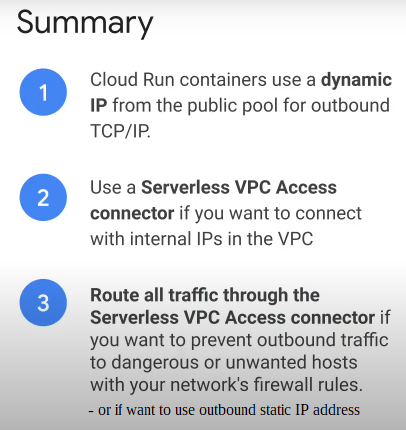 Summary
1
Cloud Run containers use a dynamic
IP from the public pool for outbound
TCP/IP.
2
Use a Serverless VPC Access
connector if you want to connect
with internal IPs in the VPC
3
Route all traffic through the
Serverless VPC Access connector if
you want to prevent outbound traffic
to dangerous or unwanted hosts
with your network's firewall rules.
- or if want to use outbound static IP address